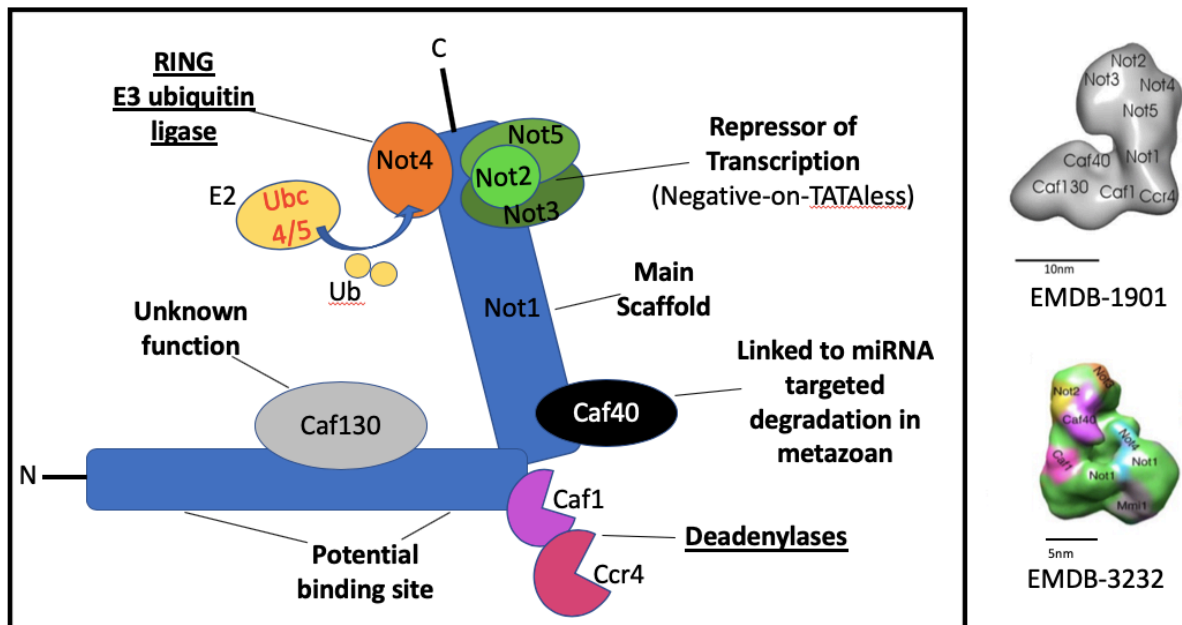 C
RING
E3 ubiquitin
ligase
Not4
Not5
Not2
Not3
Repressor of
Transcription
(Negative-on-TATAless)
E2
Ubc
4/5
Ub
Not1
Main
Scaffold
Unknown
function
Caf130
Caf40
Linked to miRNA
targeted
degradation in
metazoan
N
Caf1
Ccr4
Deadenylases
Potential
binding site
Not2
Not3
Not4
Not5
Caf40
Not1
Caf130
Caf1
Ccr4
10nm
EMDB-1901
Not2
Caf40
Not4
Caf1
Not1
Not1
Mmi1
5nm
EMDB-3232